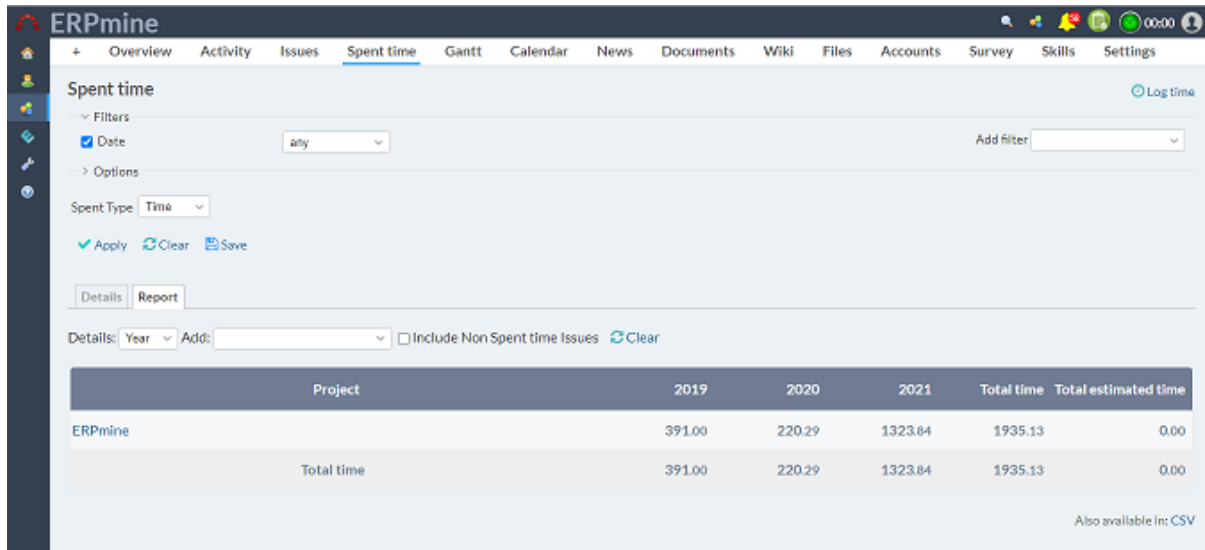 ERPmine
00:00
+ Overview Activity Issues Spent time Gantt Calendar News Documents Wiki Files Accounts Survey Skills Settings
Spent time
Log time
Filters
Date any Add filter
Options
Spent Type Time
Apply Clear Save
Details Report
Details: Year Add: Include Non Spent time Issues Clear
Project 2019 2020 2021 Total time Total estimated time
ERPmine 391.00 220.29 1323.84 1935.13 0.00
Total time 391.00 220.29 1323.84 1935.13 0.00
Also available in: CSV